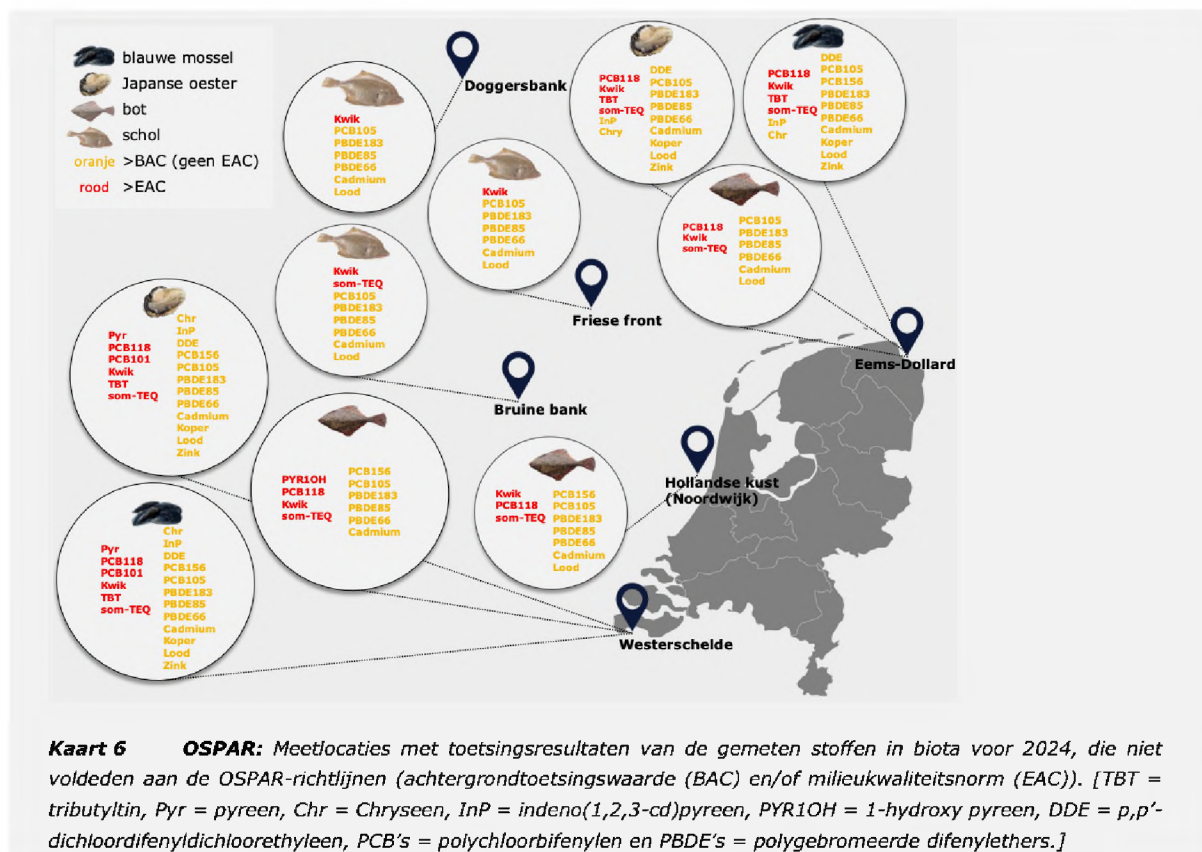 blauwe mossel
Japanse oester
bot
schol
oranje >BAC (geen EAC)
rood >EAC
Doggersbank
Kwik
PCB105
PBDE183
PBDE85
PBDE66
Cadmium
Lood
Kwik
PCB105
PBDE183
PBDE85
PBDE66
Cadmium
Lood
Friese front
PCB118
Kwik
TBT
som-TEQ
InP
Chry
DDE
PCB105
PBDE183
PBDE85
PBDE66
Cadmium
Koper
Lood
Zink
PCB118
Kwik
TBT
som-TEQ
InP
Chr
DDE
PCB105
PCB156
PBDE183
PBDE85
PBDE66
Cadmium
Koper
Lood
Zink
PCB118
Kwik
som-TEQ
PCB105
PBDE183
PBDE85
PBDE66
Cadmium
Lood
Eems-Dollard
Kwik
som-TEQ
PCB105
PBDE183
PBDE85
PBDE66
Cadmium
Lood
Bruine bank
Pyr
PCB118
PCB101
Kwik
TBT
som-TEQ
Chr
InP
DDE
PCB156
PCB105
PBDE183
PBDE85
PBDE66
Cadmium
Koper
Lood
Zink
PYR1OH
PCB118
Kwik
som-TEQ
PCB156
PCB105
PBDE183
PBDE85
PBDE66
Cadmium
Kwik
PCB118
som-TEQ
PCB156
PCB105
PBDE183
PBDE85
PBDE66
Cadmium
Lood
Hollandse kust
(Noordwijk)
Pyr
PCB118
PCB101
Kwik
TBT
som-TEQ
Chr
InP
DDE
PCB156
PCB105
PBDE183
PBDE85
PBDE66
Cadmium
Koper
Lood
Zink
Westerschelde
Kaart 6 OSPAR: Meetlocaties met toetsingsresultaten van de gemeten stoffen in biota voor 2024, die niet
voldeden aan de OSPAR-richtlijnen (achtergrondtoetsingswaarde (BAC) en/of milieukwaliteitsnorm (EAC)). [TBT =
tributyltin, Pyr = pyreen, Chr = Chryseen, InP = indeno(1,2,3-cd)pyreen, PYR1OH = 1-hydroxy pyreen, DDE = p,p'-
dichloordifenyldichloorethyleen, PCB's = polychloorbifenylen en PBDE's = polygebromeerde difenylethers.]